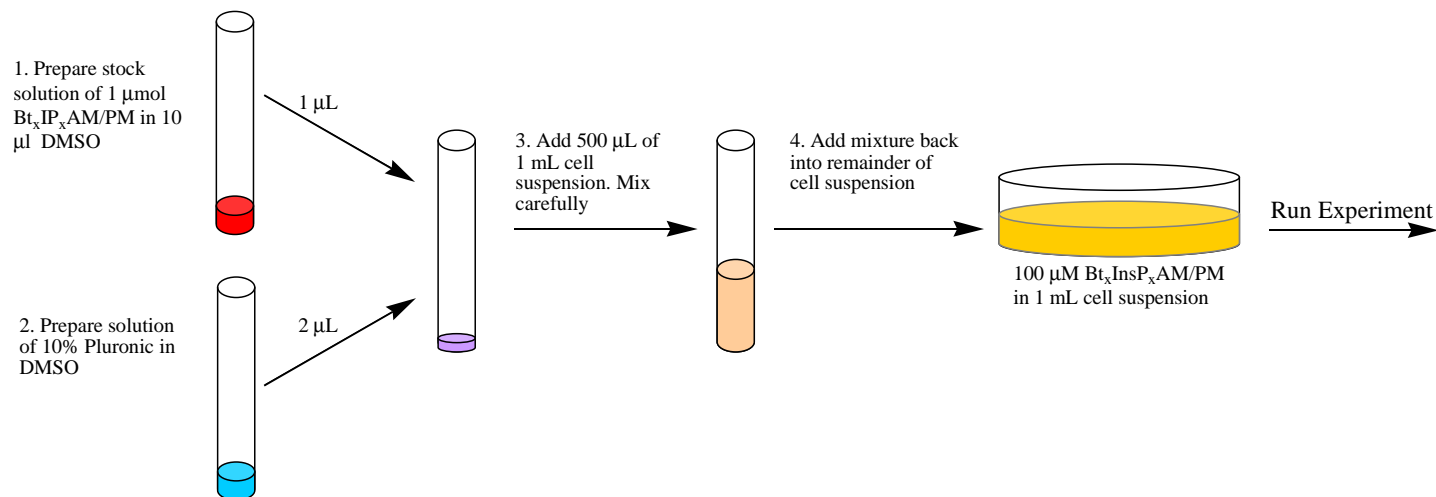 1. Prepare stock
solution of 1 μmol
BtₓIPₓAM/PM in 10
μl DMSO
1 μL
2. Prepare solution
of 10% Pluronic in
DMSO
2 μL
3. Add 500 μL of
1 mL cell
suspension. Mix
carefully
4. Add mixture back
into remainder of
cell suspension
100 μM BtₓInsPₓAM/PM
in 1 mL cell suspension
Run Experiment